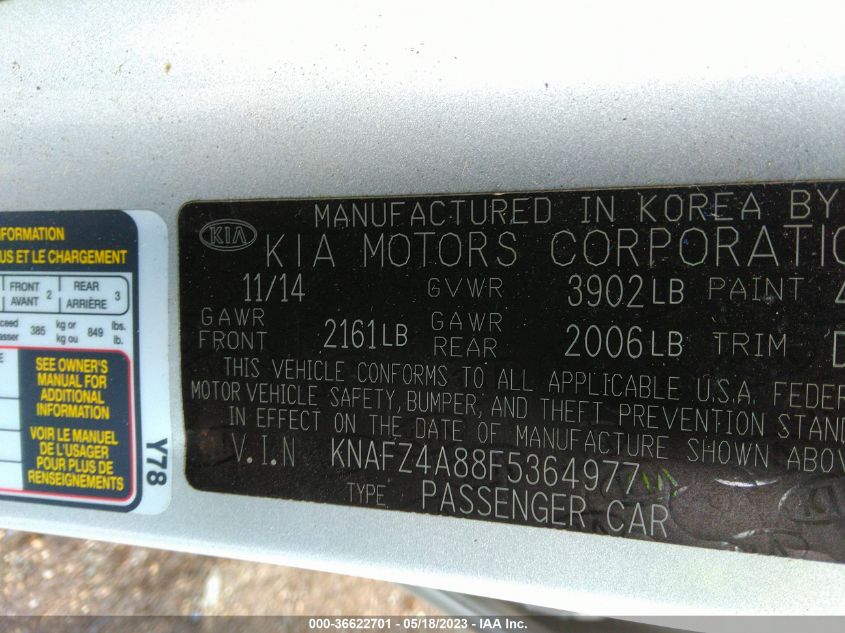 NFORMATION
US ET LE CHARGEMENT
FRONT AVANT 2 REAR ARRIÈRE 3
385 kg or kg ou 849 lbs. lb.
SEE OWNER'S
MANUAL FOR
ADDITIONAL
INFORMATION
VOIR LE MANUEL
DE L'USAGER
POUR PLUS DE
RENSEIGNEMENTS
Y78
MANUFACTURED IN KOREA BY
KIA KIA MOTORS CORPORATIO
11/14 GVWR 3902LB PAINT
GAWR FRONT 2161LB GAWR REAR 2006LB TRIM D
THIS VEHICLE CONFORMS TO ALL APPLICABLE U.S.A. FEDER
MOTOR VEHICLE SAFETY, BUMPER, AND THEFT PREVENTION STAND
IN EFFECT ON THE DATE OF MANUFACTURE SHOWN ABOV
V.I.N KNAFZ4A88F5364977
TYPE PASSENGER CAR
000-36622701 - 05/18/2023 - IAA Inc.